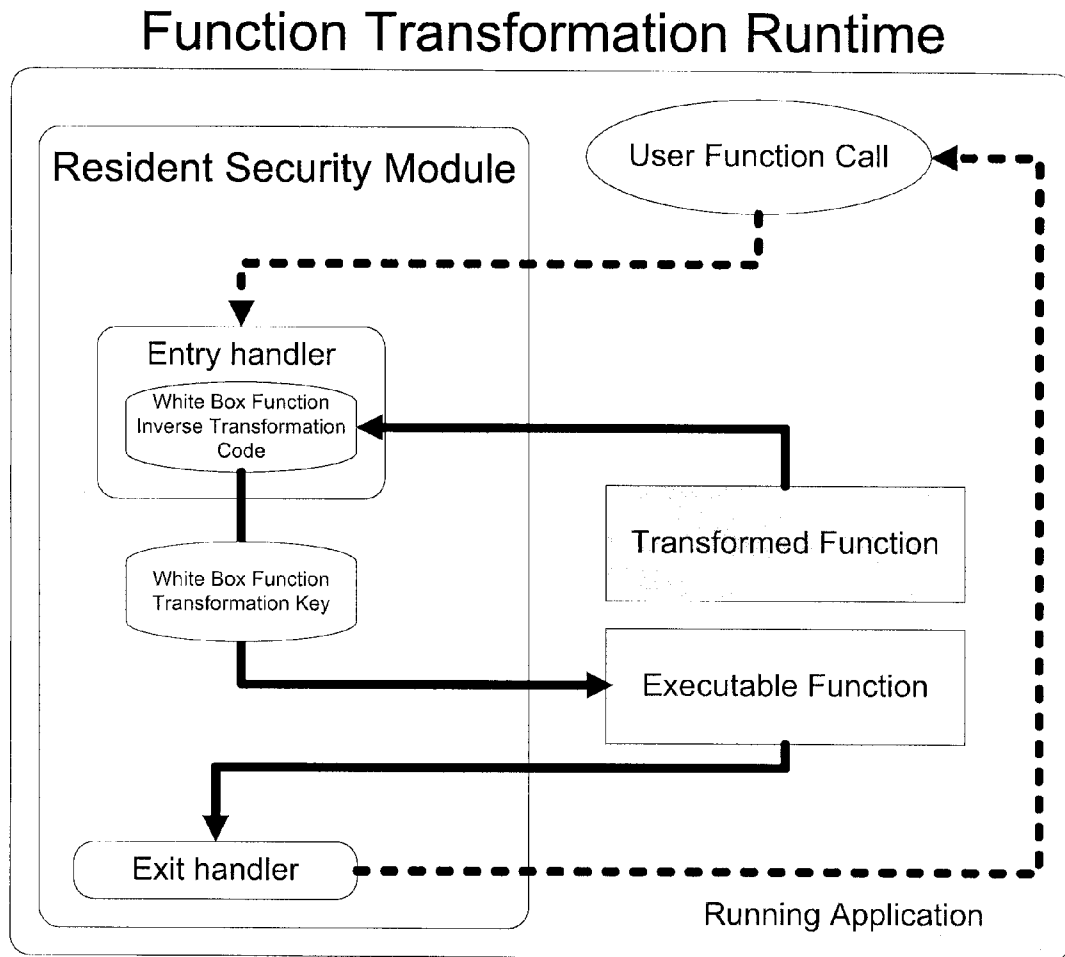 Function Transformation Runtime
Resident Security Module
User Function Call
Entry handler
White Box Function
Inverse Transformation
Code
Transformed Function
White Box Function
Transformation Key
Executable Function
Exit handler
Running Application